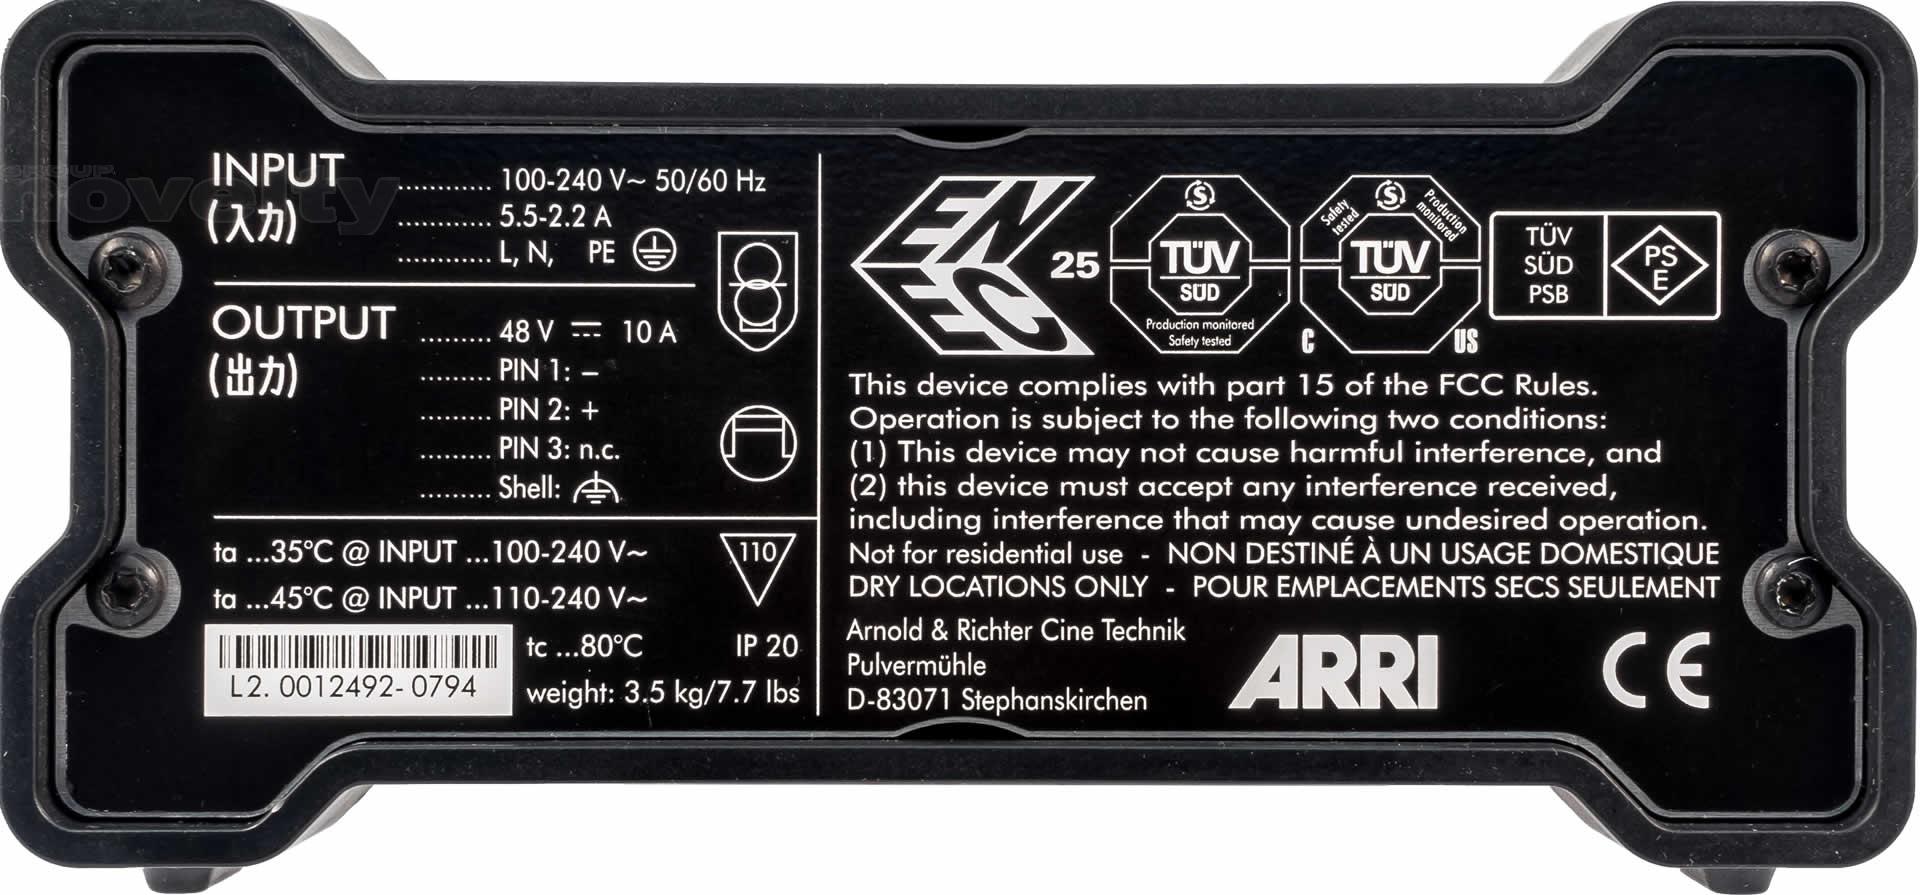 GROUP
novelty
INPUT ........... 100-240 V~ 50/60 Hz
(入力) ........... 5.5-2.2 A
........... L, N, PE
OUTPUT ......... 48 V ⎓ 10 A
(出力) ......... PIN 1: –
......... PIN 2: +
......... PIN 3: n.c.
......... Shell:
ta ...35°C @ INPUT ...100-240 V~
ta ...45°C @ INPUT ...110-240 V~
110
L2. 0012492- 0794
tc ...80°C IP 20
weight: 3.5 kg/7.7 lbs
ENEC 25
S
TÜV
SÜD
Production monitored
Safety tested
Safety tested
S
Production monitored
TÜV
SÜD
C US
TÜV
SÜD
PSB
PS
E
This device complies with part 15 of the FCC Rules.
Operation is subject to the following two conditions:
(1) This device may not cause harmful interference, and
(2) this device must accept any interference received,
including interference that may cause undesired operation.
Not for residential use - NON DESTINÉ À UN USAGE DOMESTIQUE
DRY LOCATIONS ONLY - POUR EMPLACEMENTS SECS SEULEMENT
Arnold & Richter Cine Technik
Pulvermühle
D-83071 Stephanskirchen
ARRI
CE